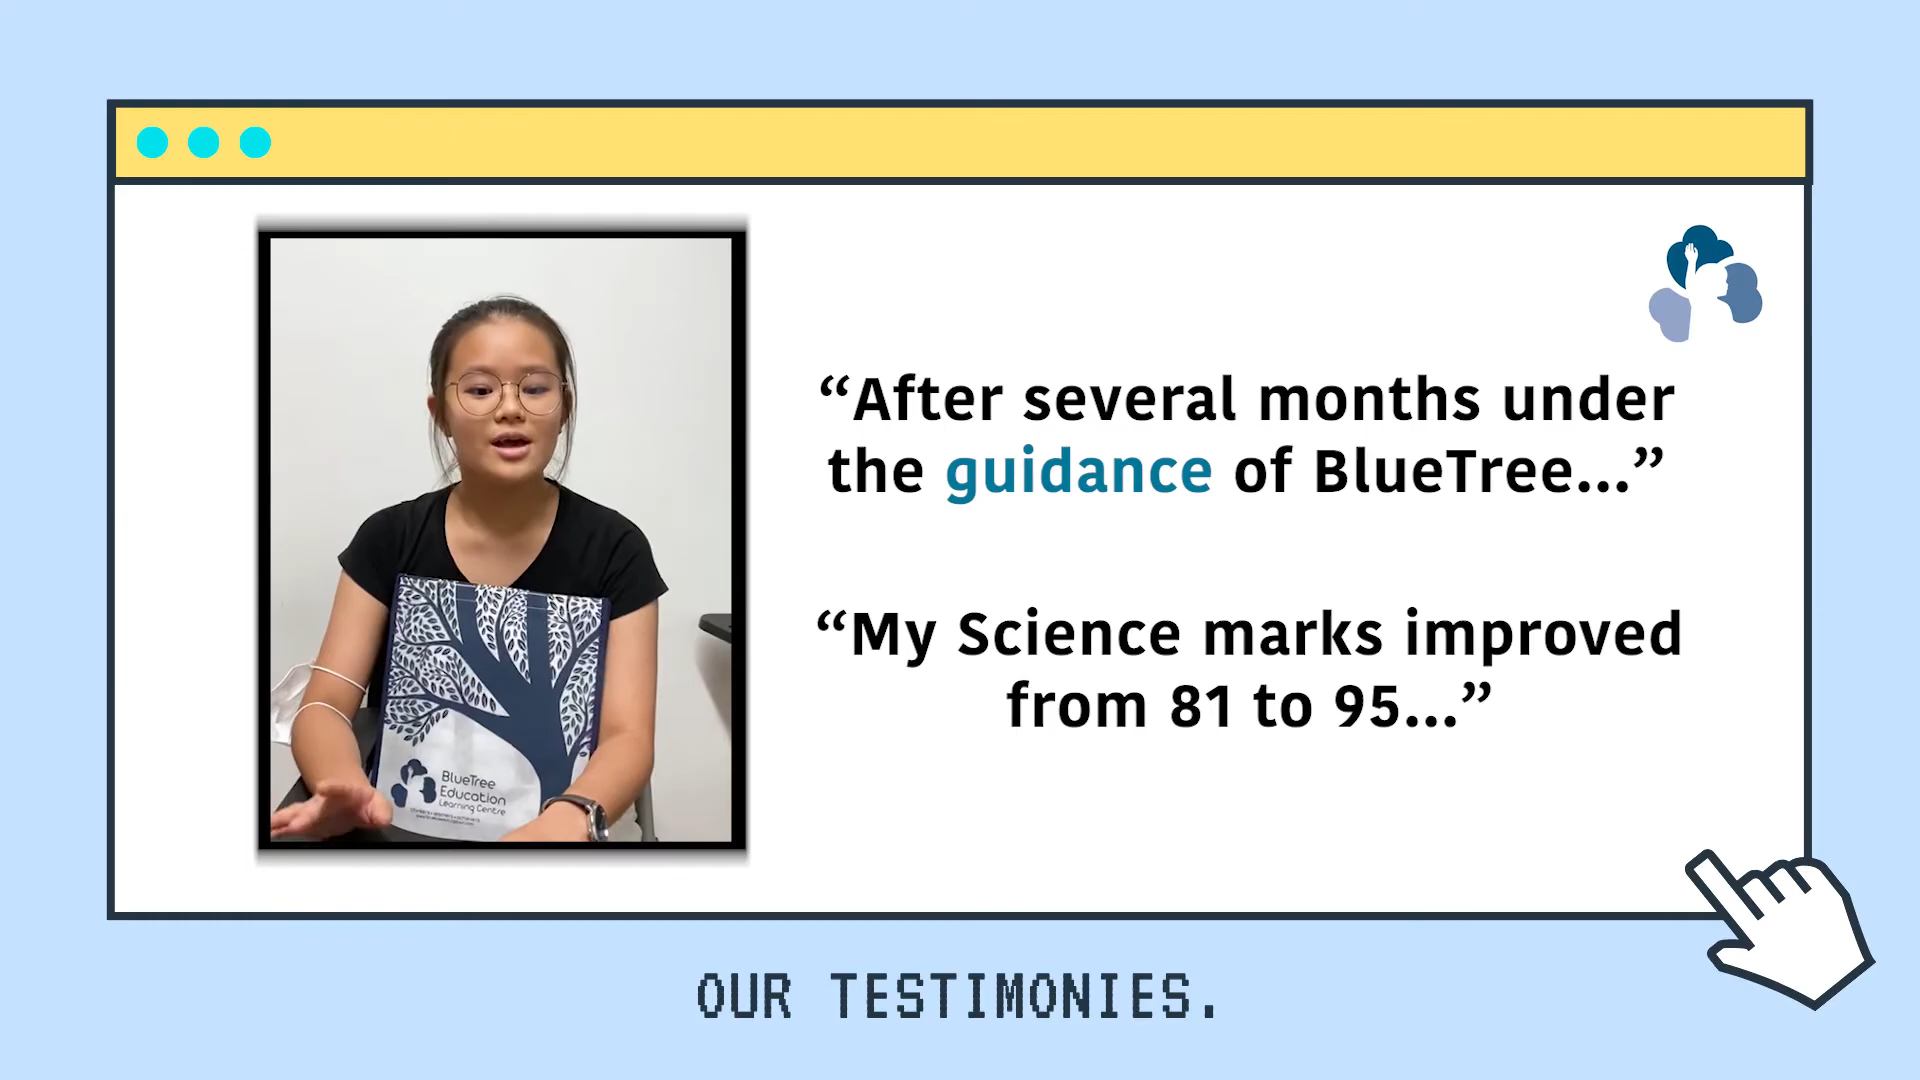 “After several months under
the guidance of BlueTree...”
“My Science marks improved
from 81 to 95...”
BlueTree
Education
Learning Centre
OUR TESTIMONIES.